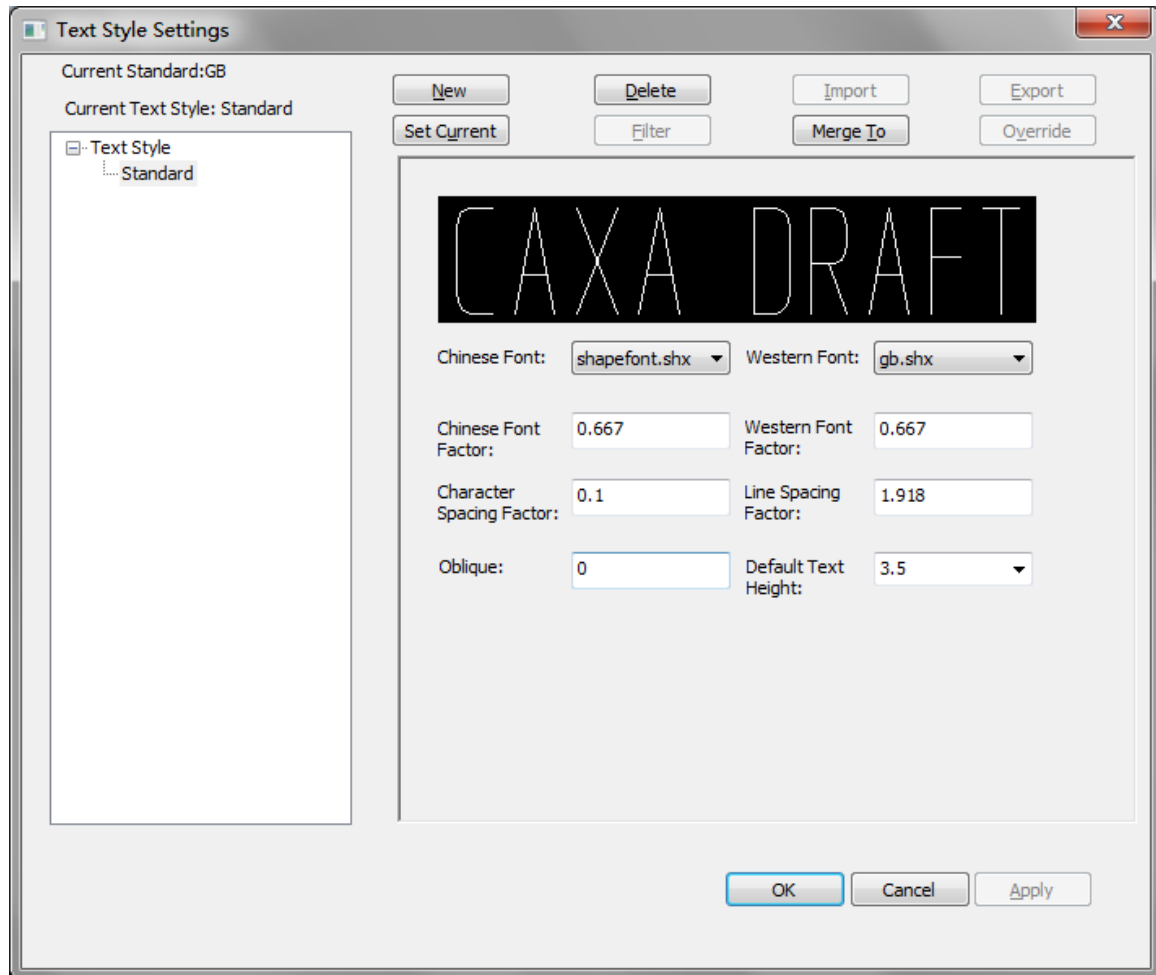 Text Style Settings
Current Standard:GB
Current Text Style: Standard
New Delete Import Export
Set Current Filter Merge To Override
Text Style
Standard
CAXA DRAFT
Chinese Font: shapefont.shx Western Font: gb.shx
Chinese Font
Factor: 0.667
Western Font
Factor: 0.667
Character
Spacing Factor: 0.1
Line Spacing
Factor: 1.918
Oblique: 0
Default Text
Height: 3.5
OK Cancel Apply